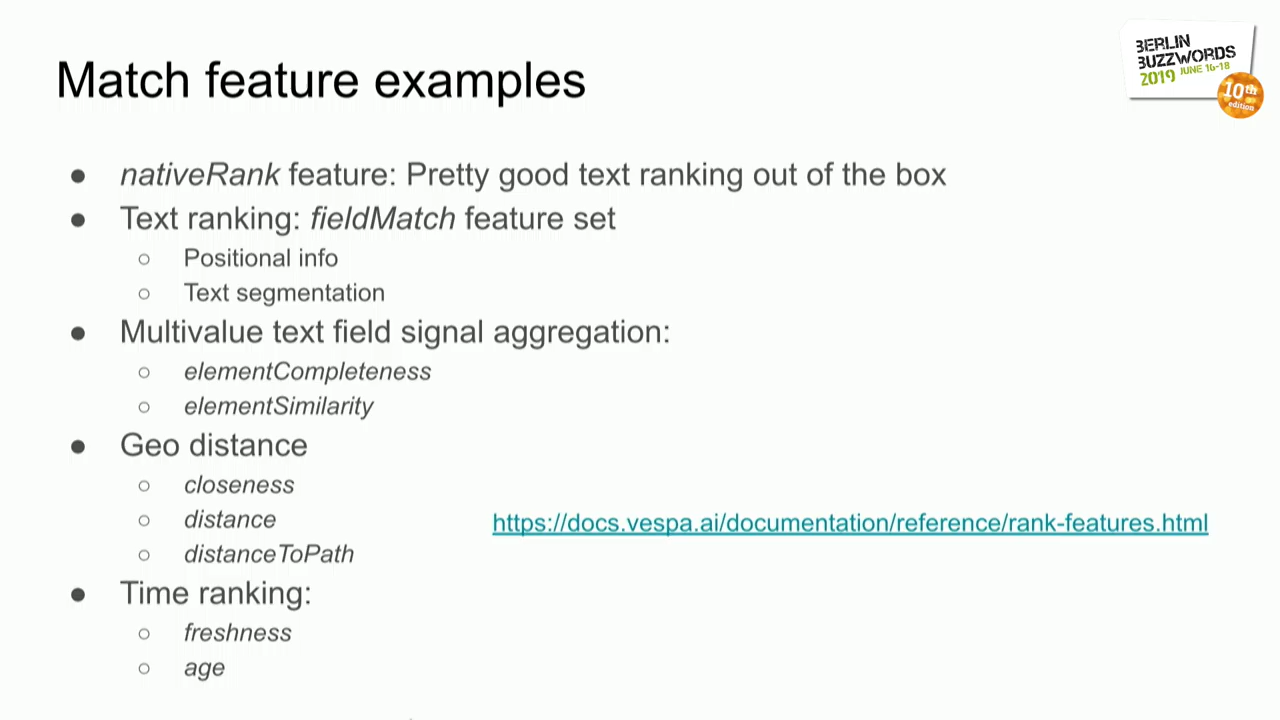 BERLIN
BUZZWORDS
2019 JUNE 16-18
10th
edition
Match feature examples
● nativeRank feature: Pretty good text ranking out of the box
● Text ranking: fieldMatch feature set
○ Positional info
○ Text segmentation
● Multivalue text field signal aggregation:
○ elementCompleteness
○ elementSimilarity
● Geo distance
○ closeness
○ distance
https://docs.vespa.ai/documentation/reference/rank-features.html
○ distanceToPath
● Time ranking:
○ freshness
○ age